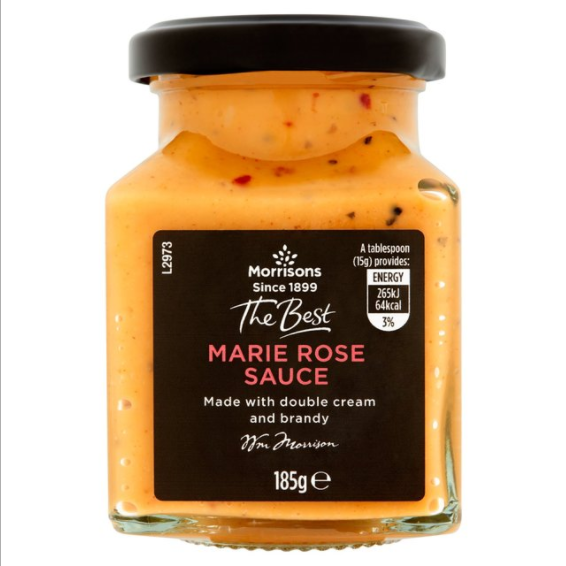 Morrisons
Since 1899
The Best
MARIE ROSE
SAUCE
Made with double cream
and brandy
Wm Morrison
185g e
A tablespoon
(15g) provides:
ENERGY
265kJ
64kcal
3%
L2973